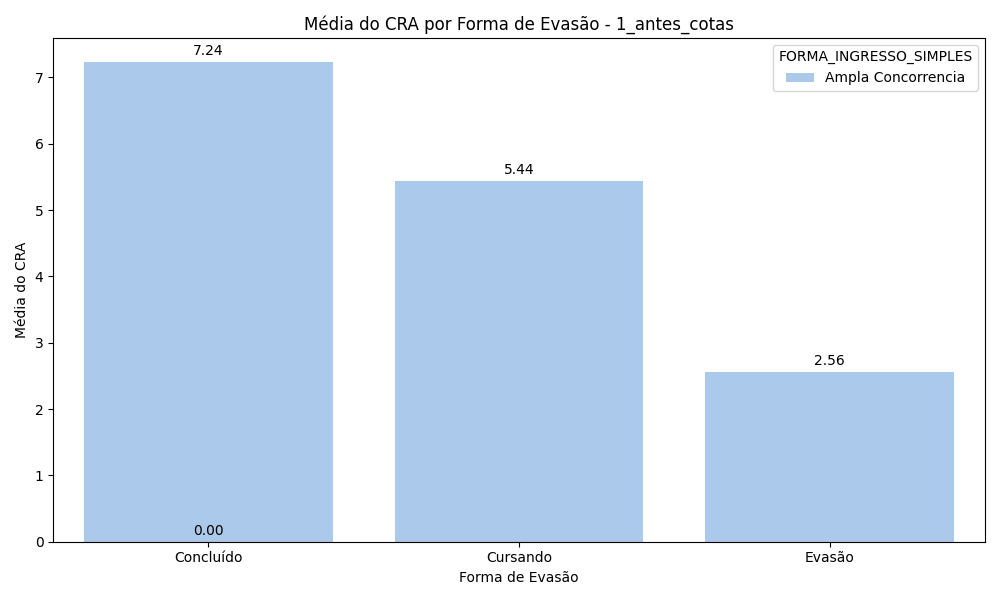 Média do CRA por Forma de Evasão - 1_antes_cotas
FORMA_INGRESSO_SIMPLES
Ampla Concorrencia
7.24
5.44
2.56
0.00
Média do CRA
7
6
5
4
3
2
1
0
Concluído
Cursando
Evasão
Forma de Evasão